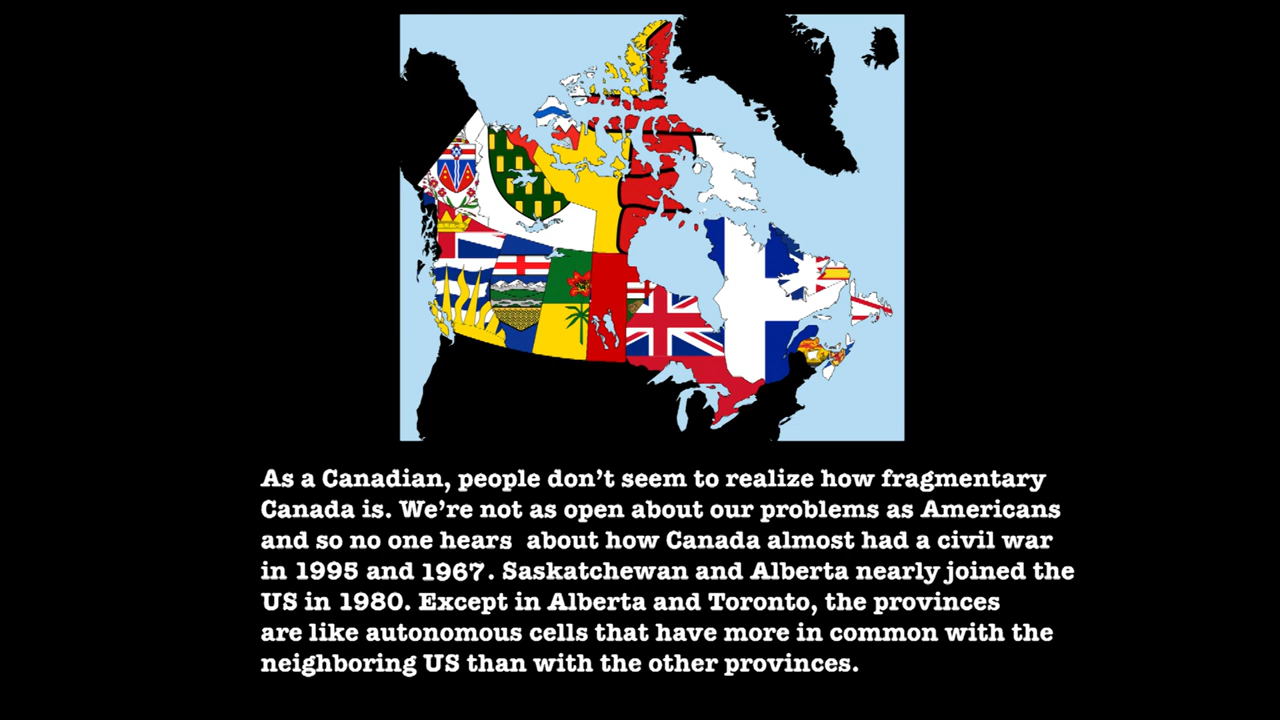 As a Canadian, people don't seem to realize how fragmentary
Canada is. We're not as open about our problems as Americans
and so no one hears  about how Canada almost had a civil war
in 1995 and 1967. Saskatchewan and Alberta nearly joined the
US in 1980. Except in Alberta and Toronto, the provinces
are like autonomous cells that have more in common with the
neighboring US than with the other provinces.